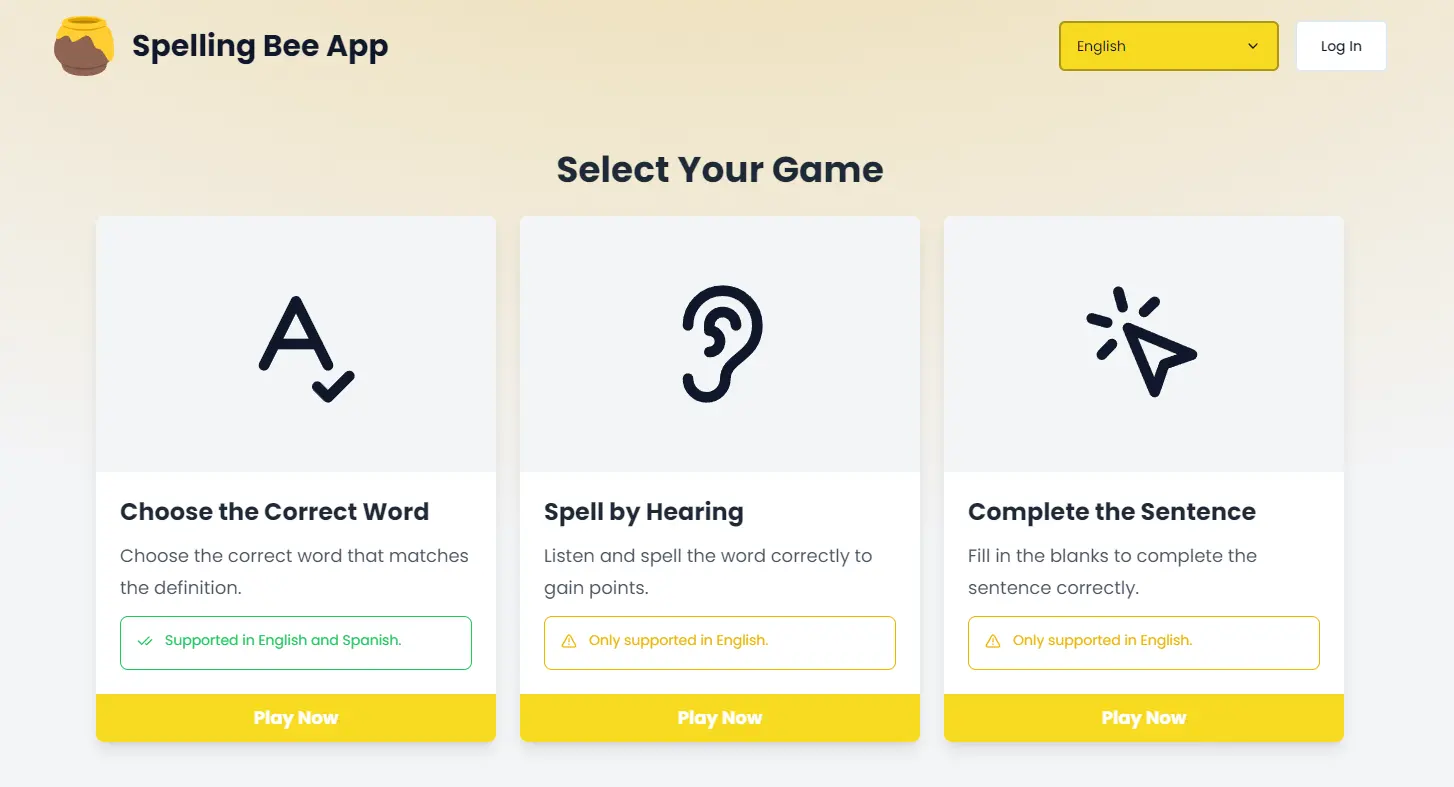 Spelling Bee App
English
Log In
Select Your Game
Choose the Correct Word
Choose the correct word that matches
the definition.
Supported in English and Spanish.
Play Now
Spell by Hearing
Listen and spell the word correctly to
gain points.
Only supported in English.
Play Now
Complete the Sentence
Fill in the blanks to complete the
sentence correctly.
Only supported in English.
Play Now